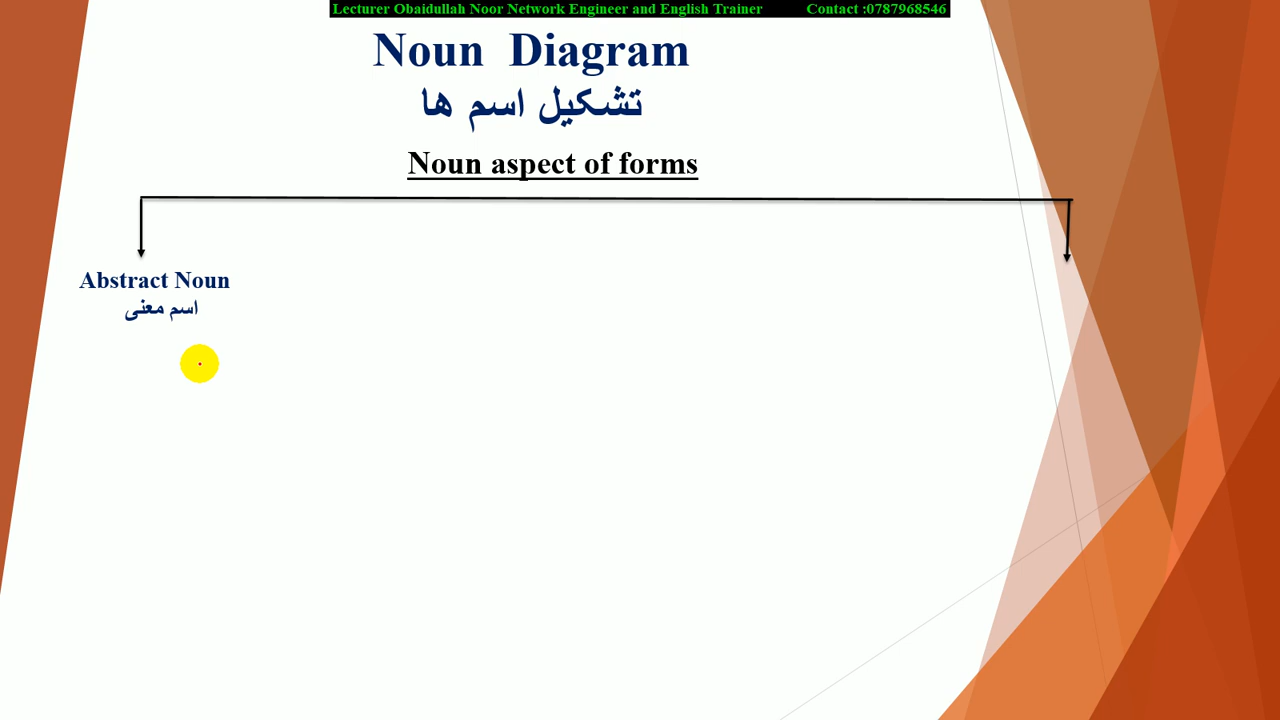 Lecturer Obaidullah Noor Network Engineer and English Trainer Contact :0787968546
Noun Diagram
تشکیل اسم ها
Noun aspect of forms
Abstract Noun
اسم معنی